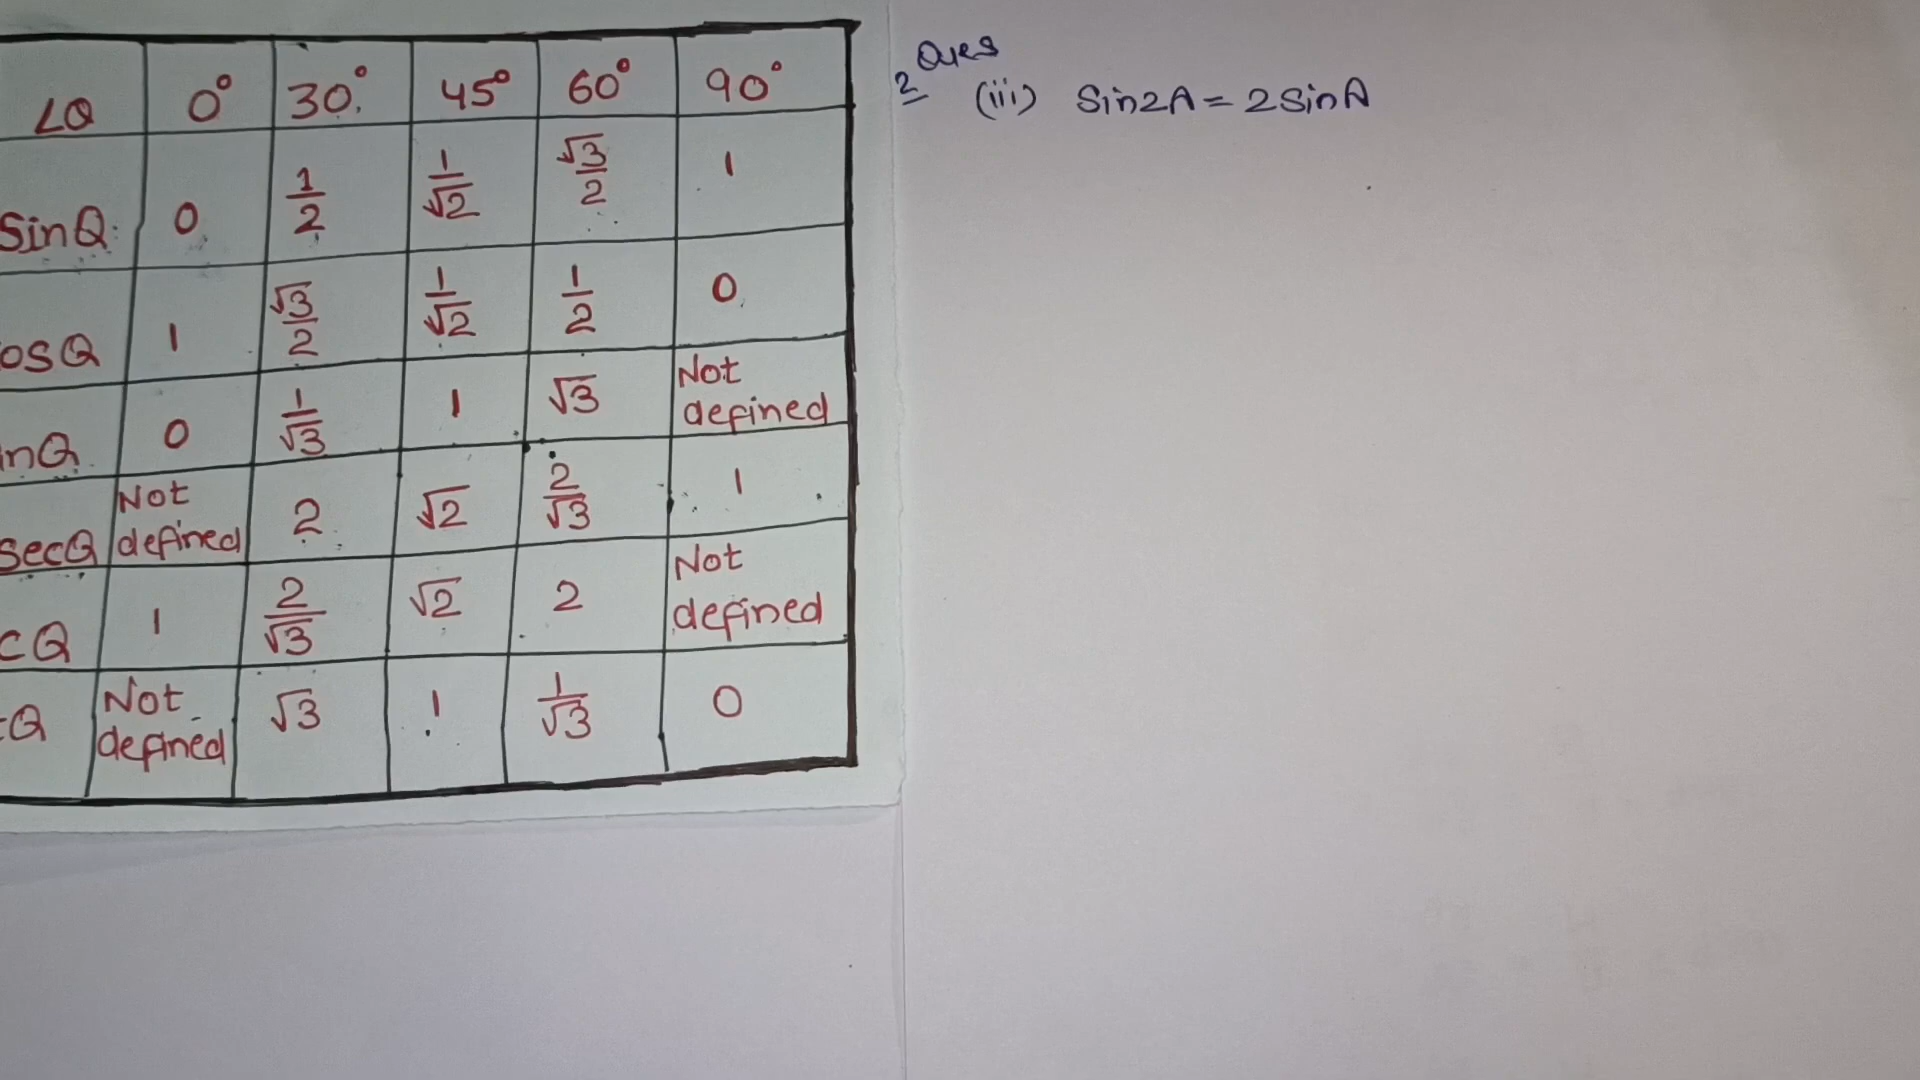 ∠Q 0° 30° 45° 60° 90°
SinQ 0 1/2 1/√2 √3/2 1
osQ 1 √3/2 1/√2 1/2 0
nQ 0 1/√3 1 √3 Not defined
SecQ Not defined 2 √2 2/√3 1
cQ 1 2/√3 √2 2 Not defined
tQ Not defined √3 1 1/√3 0
2 Ques
(iii) Sin2A = 2SinA